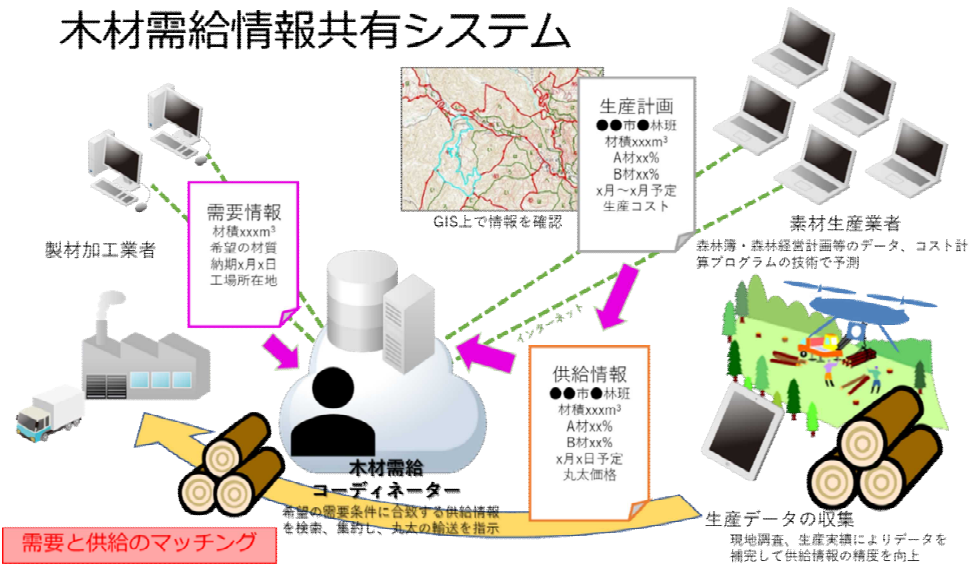 木材需給情報共有システム
製材加工業者
需要情報
材積xxxm³
希望の材質
納期x月x日
工場所在地
GIS上で情報を確認
生産計画
●●市●林班
材積xxxm³
A材xx%
B材xx%
x月～x月予定
生産コスト
素材生産業者
森林簿・森林経営計画等のデータ、コスト計
算プログラムの技術で予測
インターネット
供給情報
●●市●林班
材積xxxm³
A材xx%
B材xx%
x月x日予定
丸太価格
木材需給
コーディネーター
希望の需要条件に合致する供給情報
を検索、集約し、丸太の輸送を指示
需要と供給のマッチング
生産データの収集
現地調査、生産実績によりデータを
補完して供給情報の精度を向上